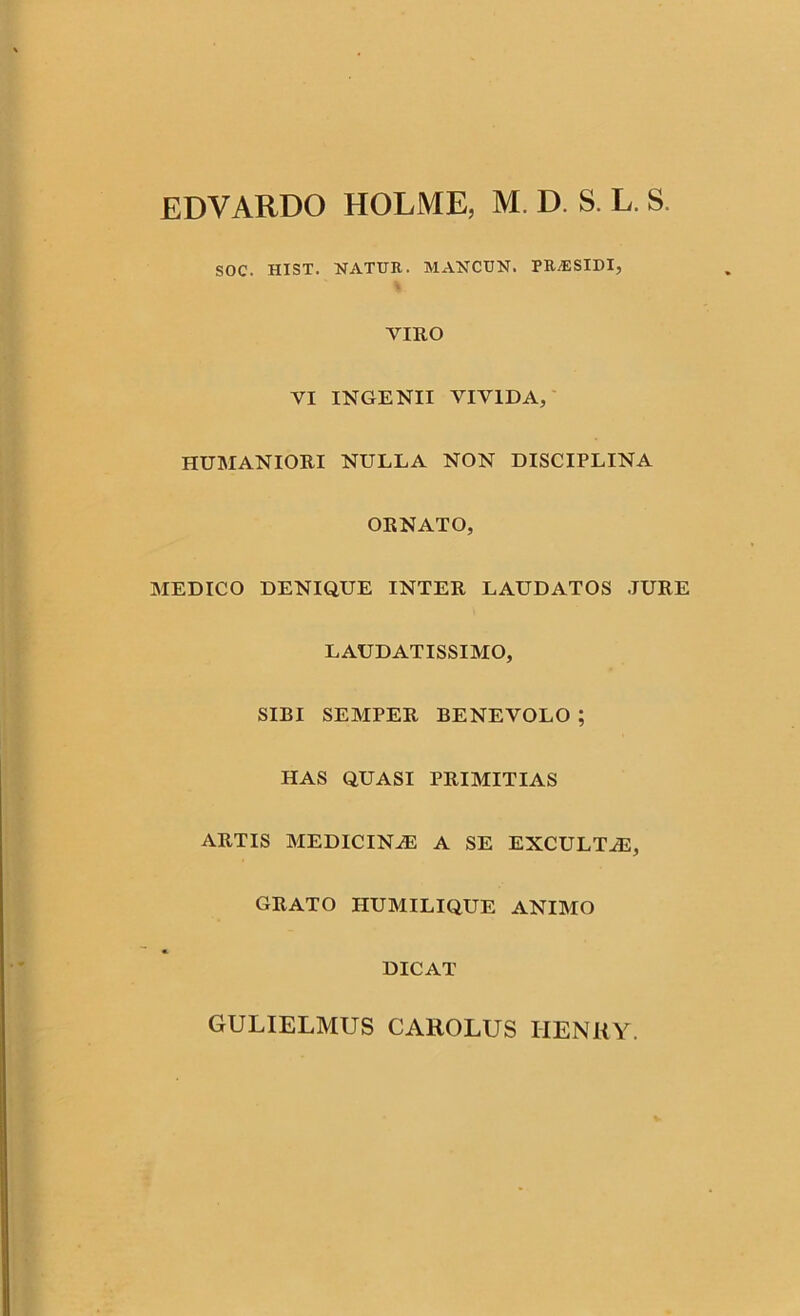 EDVARDO HOLME, M. D. S. L. S.
SOC. HIST. NATUR. MANCUN. PRÆSIDI,
VIRO
VI INGENII VIVIDA,
HUMANIORI NULLA NON DISCIPLINA
ORNATO,
MEDICO DENIQUE INTER LAUDATOS JURE
LAUDATISSIMO,
SIBI SEMPER BENEVOLO ;
HAS QUASI PRIMITIAS
ARTIS MEDICINÆ A SE EXCULTÆ,
GRATO HUMILIQUE ANIMO
DICAT
GULIELMUS CAROLUS HENRY.